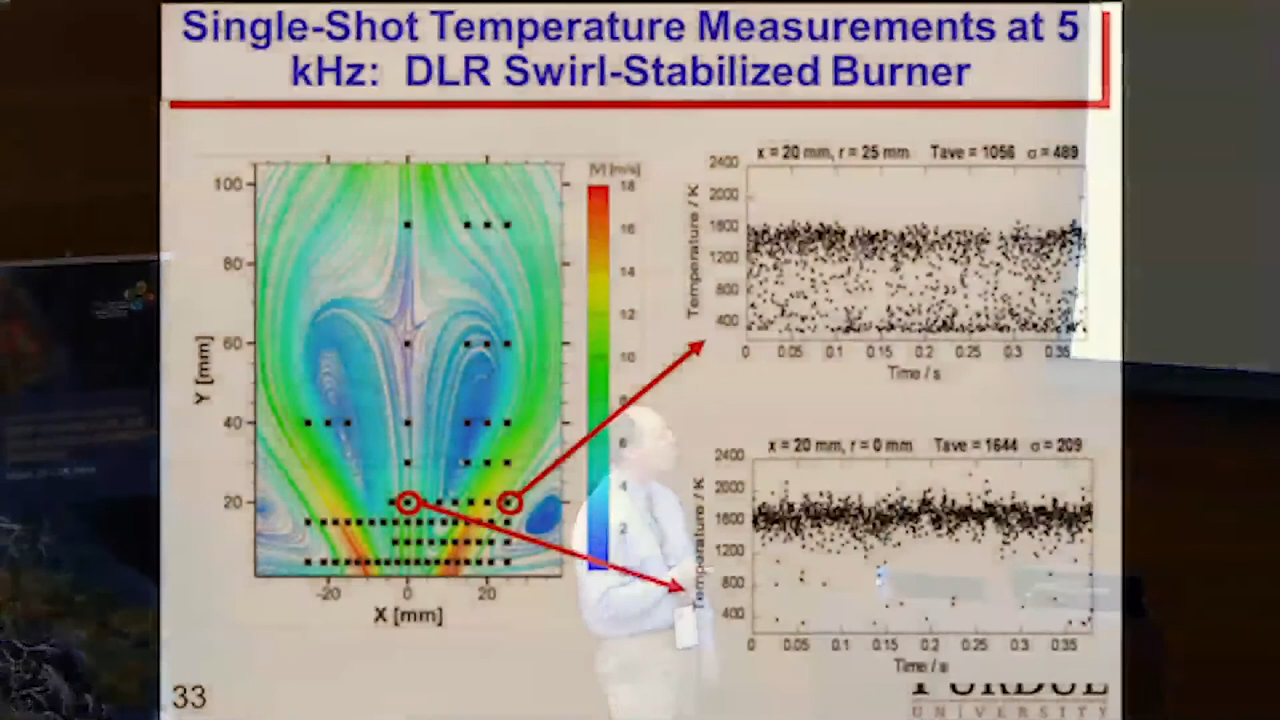 Single-Shot Temperature Measurements at 5
kHz: DLR Swirl-Stabilized Burner
|V| [m/s]
18
16
14
12
10
6
4
2
100
80
60
40
20
Y [mm]
-20
0
20
X [mm]
x = 20 mm, r = 25 mm Tave = 1056 σ = 489
2400
2000
1600
1200
800
400
Temperature / K
0 0.05 0.1 0.15 0.2 0.25 0.3 0.35
Time / s
x = 20 mm, r = 0 mm Tave = 1644 σ = 209
2400
2000
1600
1200
800
400
Temperature / K
0 0.05 0.1 0.15 0.2 0.25 0.3 0.35
Time / s
33
PURDUE
UNIVERSITY